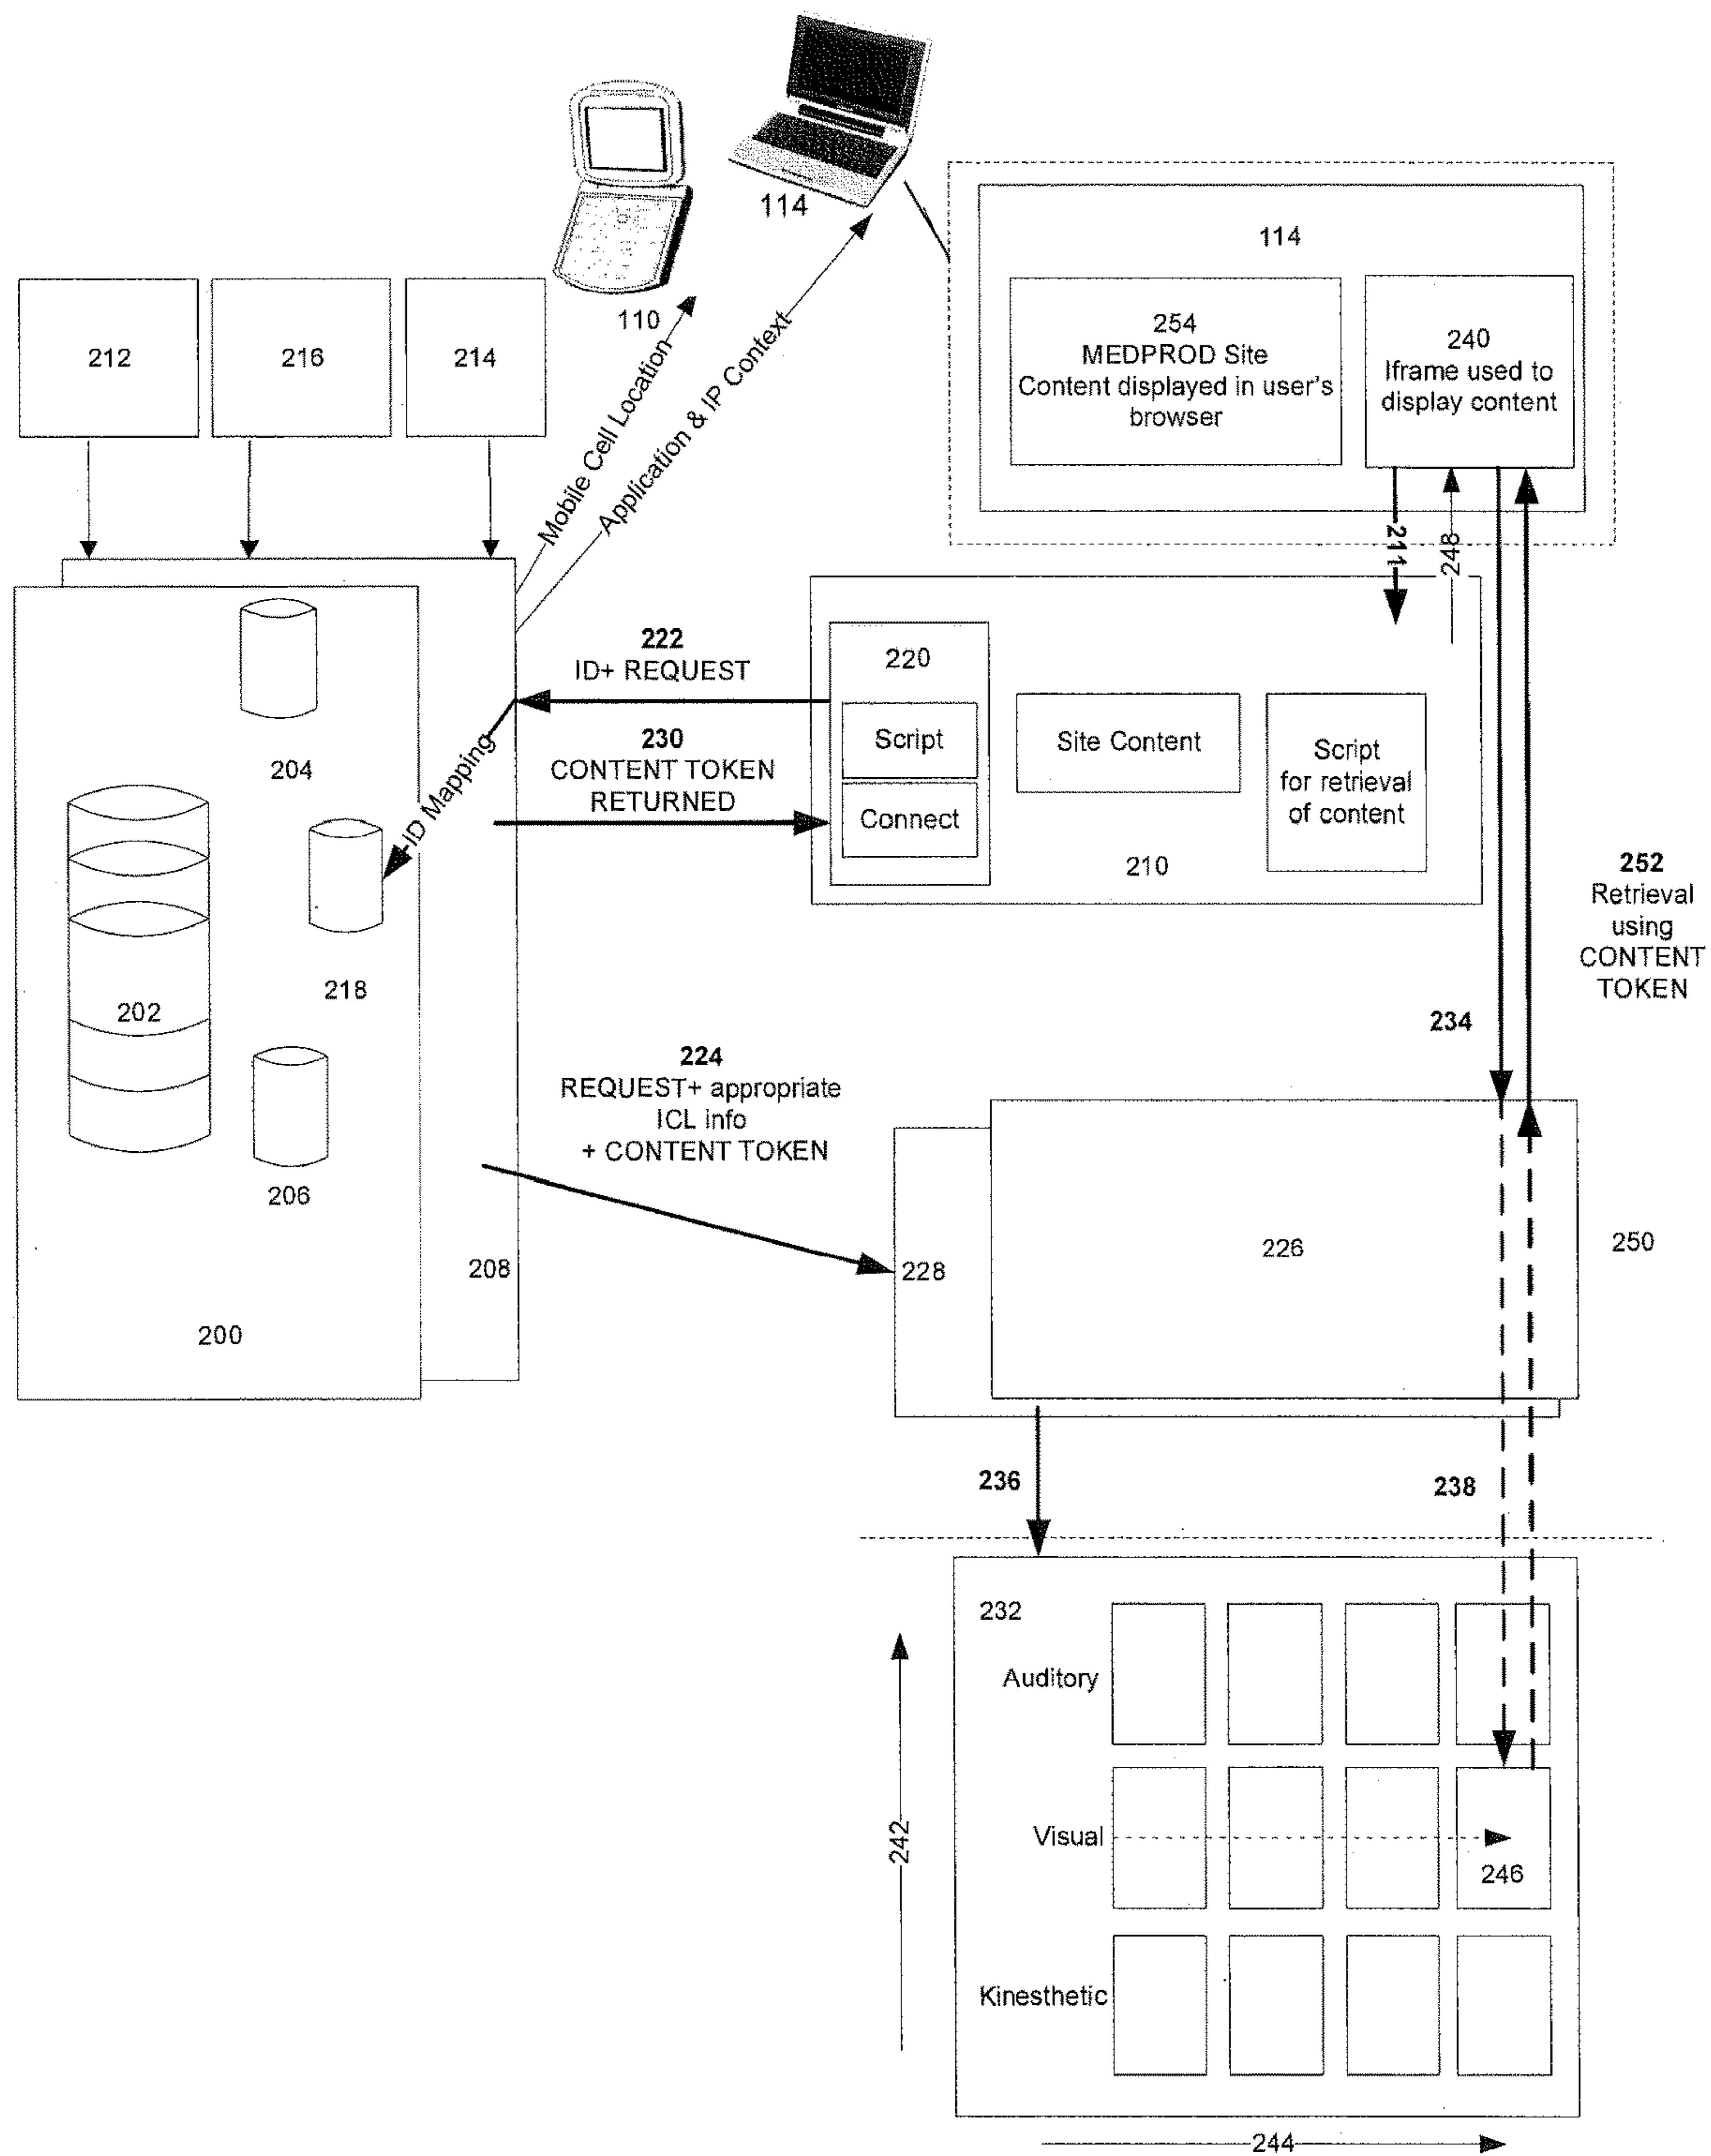 114
110
114
212
216
214
254
MEDPROD Site
Content displayed in user's
browser
240
Iframe used to
display content
Mobile Cell Location
Application & IP Context
211
248
222
ID+ REQUEST
230
CONTENT TOKEN
RETURNED
220
Script
Connect
Site Content
Script
for retrieval
of content
210
204
ID Mapping
218
202
206
208
200
252
Retrieval
using
CONTENT
TOKEN
234
224
REQUEST+ appropriate
ICL info
+ CONTENT TOKEN
228
226
250
236
238
232
Auditory
Visual
246
Kinesthetic
242
244